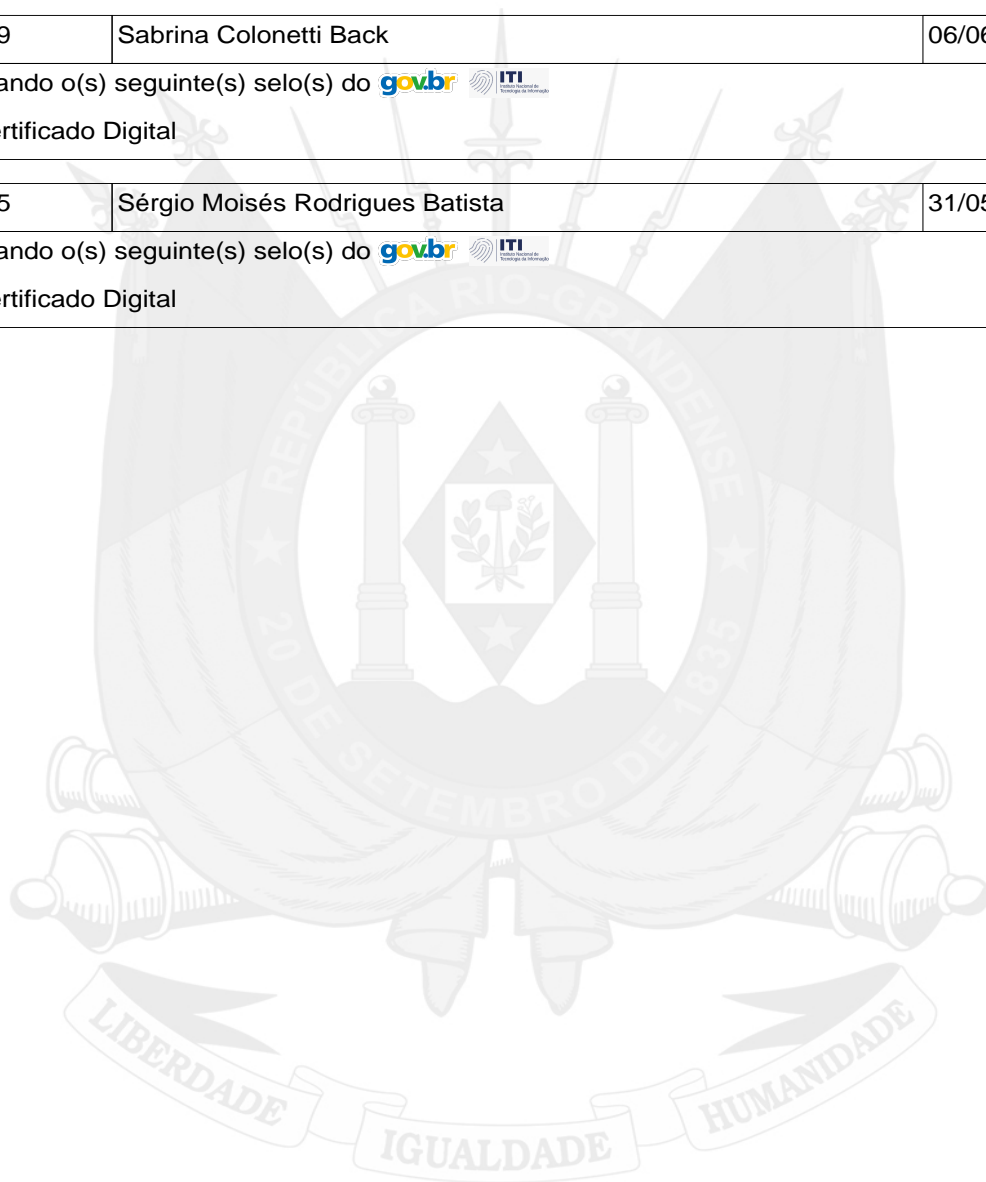 9 Sabrina Colonetti Back 06/06
ando o(s) seguinte(s) selo(s) do gov.br ITI
ertificado Digital
5 Sérgio Moisés Rodrigues Batista 31/05
ando o(s) seguinte(s) selo(s) do gov.br ITI
ertificado Digital
REPÚBLICA RIO-GRANDENSE
20 DE SETEMBRO DE 1835
LIBERDADE IGUALDADE HUMANIDADE